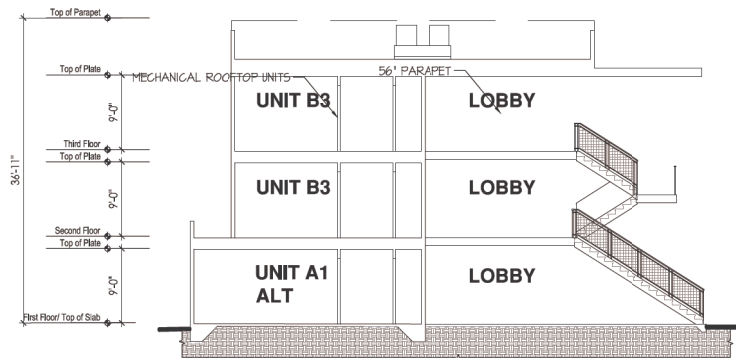 Top of Parapet
Top of Plate
MECHANICAL ROOFTOP UNITS
56" PARAPET
UNIT B3
LOBBY
9'-0"
Third Floor
Top of Plate
36'-11"
UNIT B3
LOBBY
9'-0"
Second Floor
Top of Plate
UNIT A1
ALT
LOBBY
9'-0"
First Floor/ Top of Slab